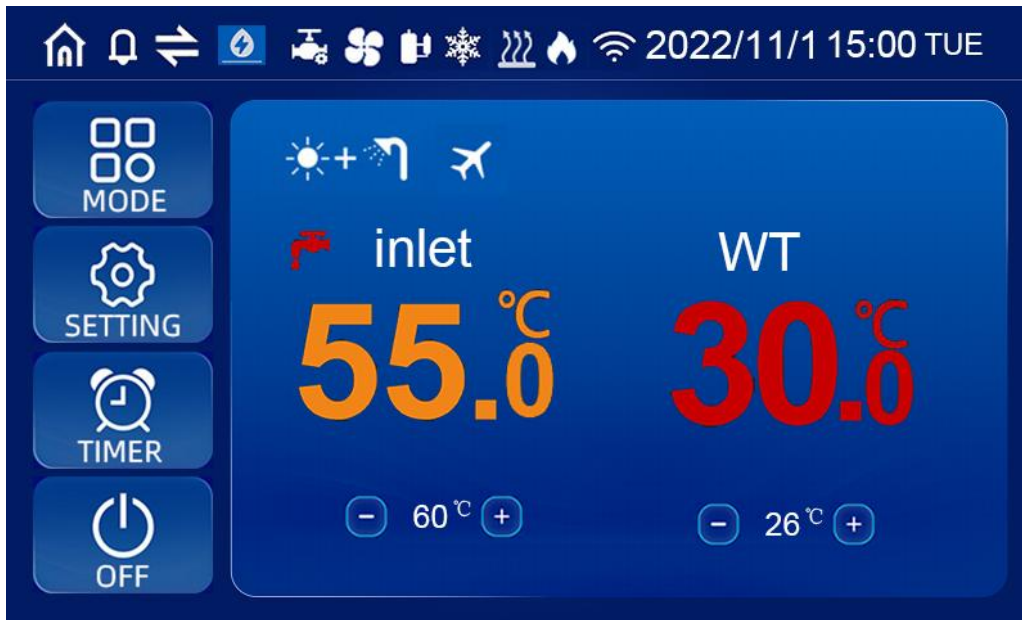 2022/11/1 15:00 TUE
MODE
SETTING
TIMER
OFF
inlet
WT
55.0℃
30.0℃
- 60℃ +
- 26℃ +